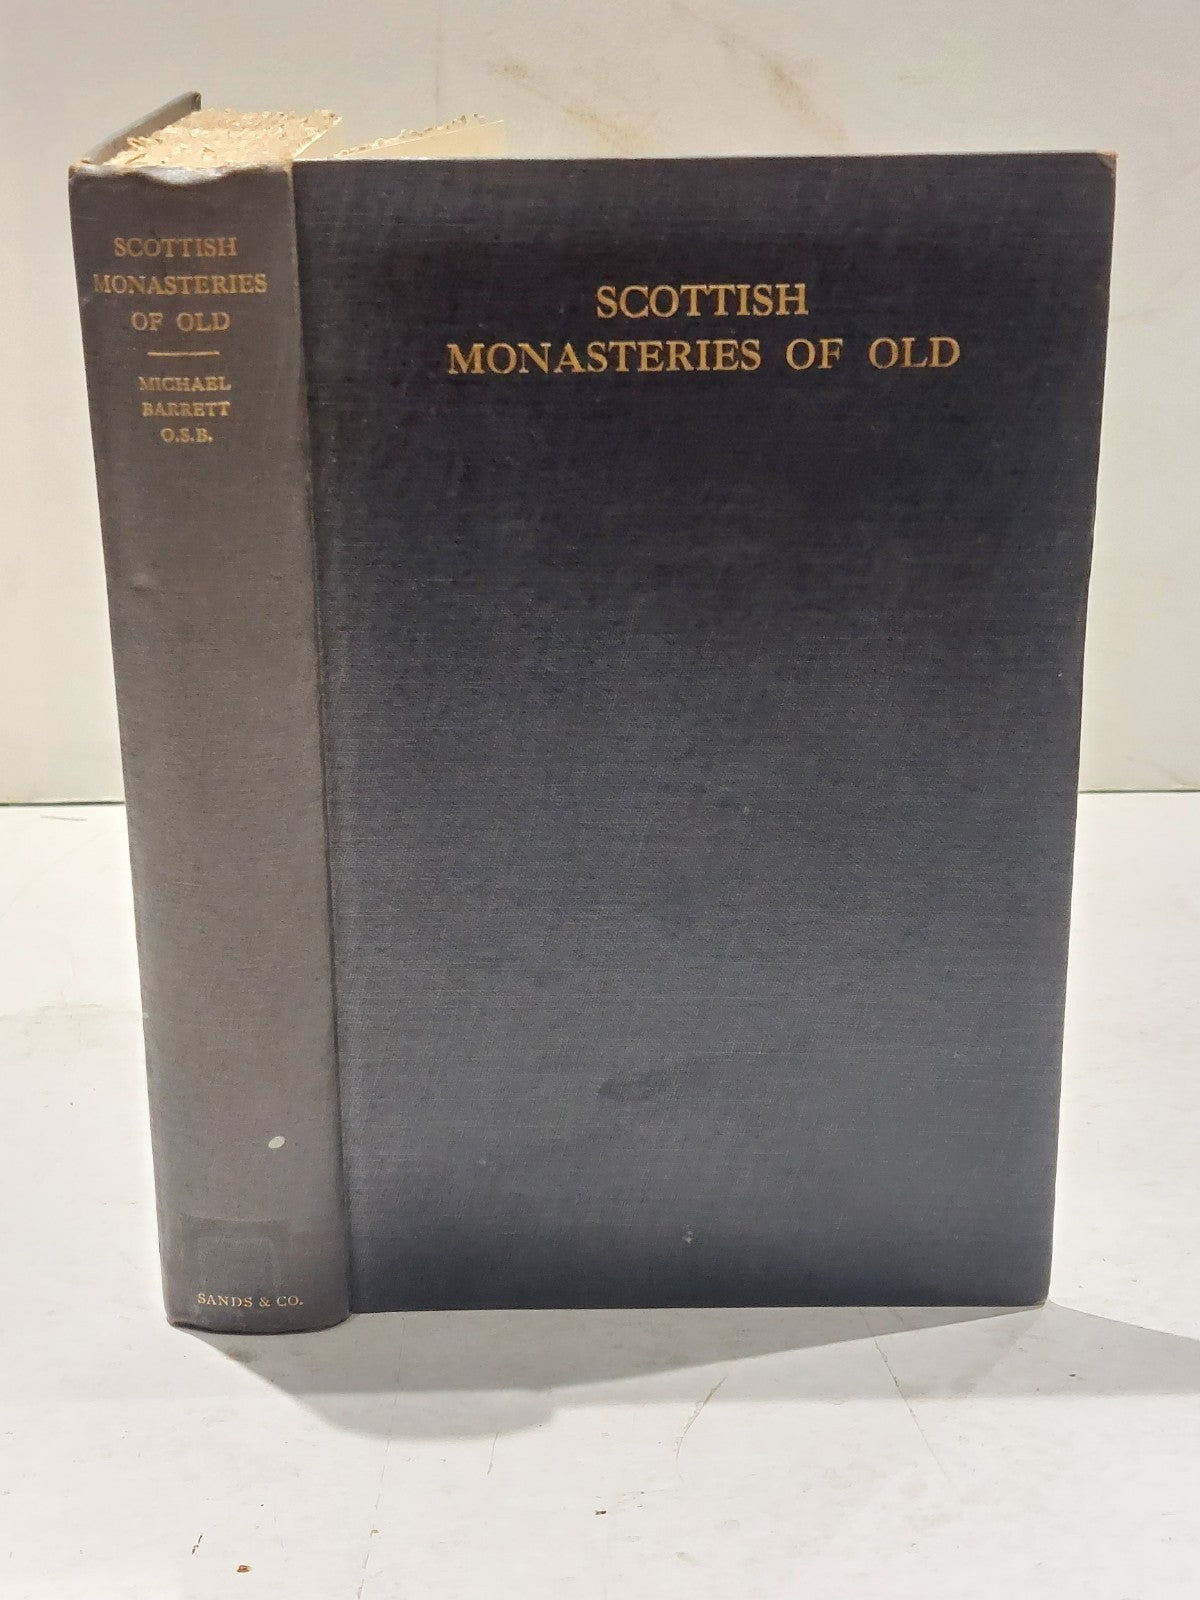 SCOTTISH
MONASTERIES
OF OLD
MICHAEL
BARRETT
O.S.B.
SANDS & CO.
SCOTTISH
MONASTERIES OF OLD